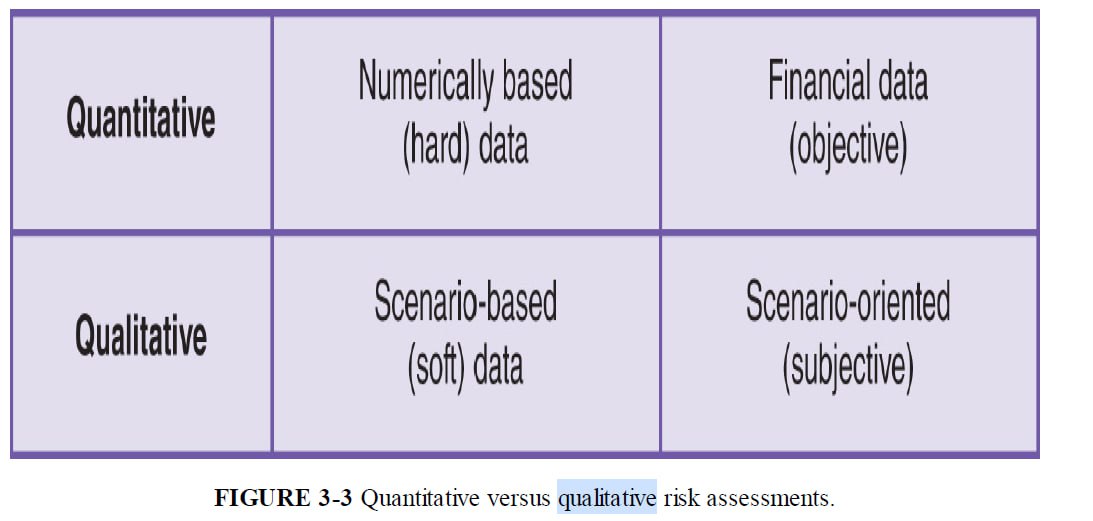 Quantitative
Numerically based
(hard) data
Financial data
(objective)
Qualitative
Scenario-based
(soft) data
Scenario-oriented
(subjective)
FIGURE 3-3 Quantitative versus qualitative risk assessments.